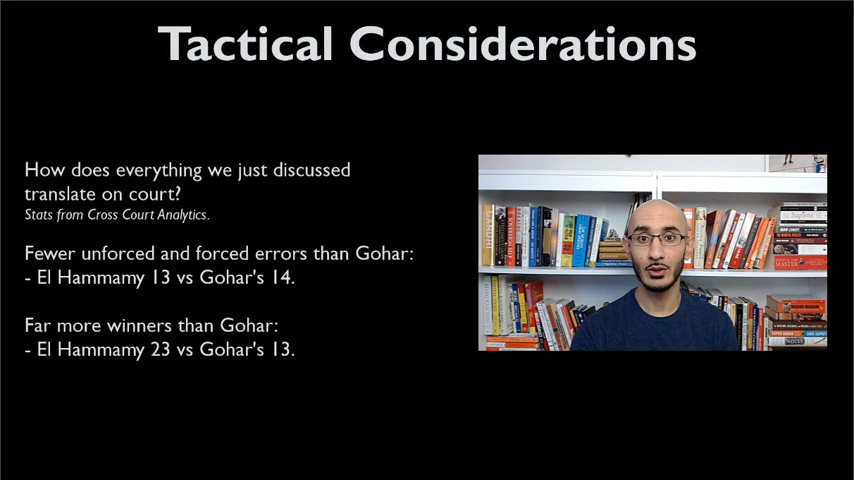 Tactical Considerations
How does everything we just discussed
translate on court?
Stats from Cross Court Analytics.
Fewer unforced and forced errors than Gohar:
- El Hammamy 13 vs Gohar's 14.
Far more winners than Gohar:
- El Hammamy 23 vs Gohar's 13.
Sapiens
MASTER